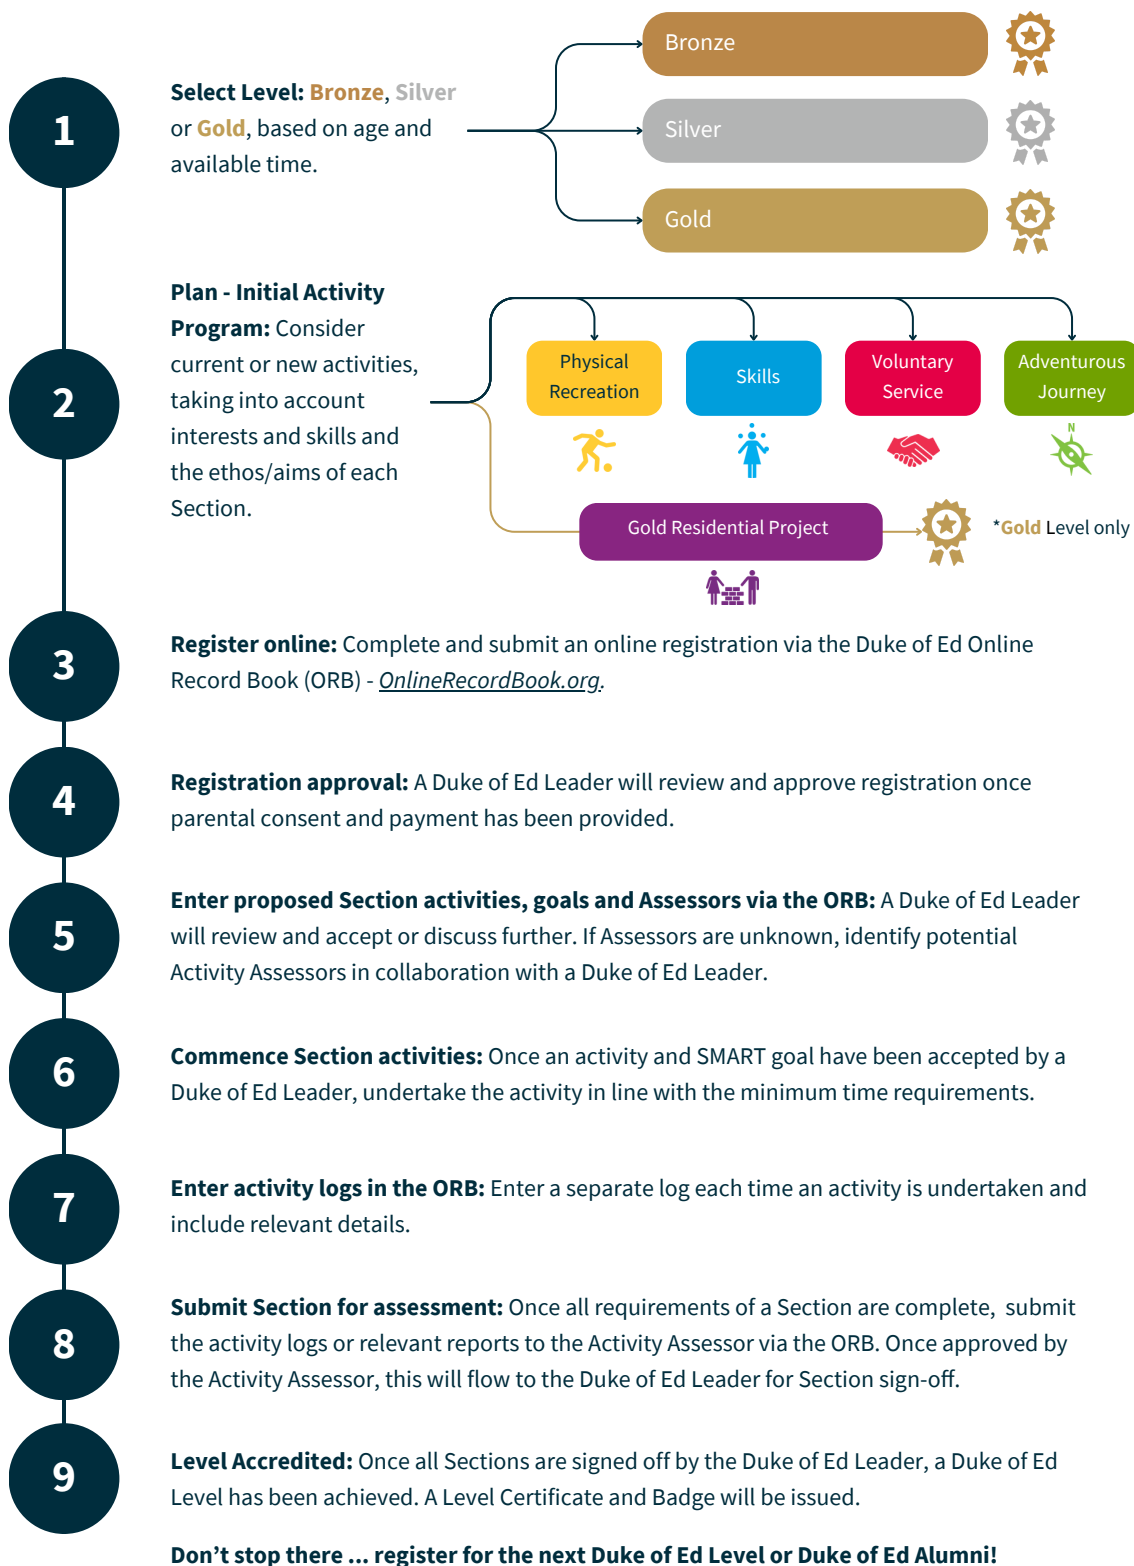 1
Select Level: Bronze, Silver
or Gold, based on age and
available time.
Bronze
Silver
Gold
2
Plan - Initial Activity
Program: Consider
current or new activities,
taking into account
interests and skills and
the ethos/aims of each
Section.
Physical
Recreation
Skills
Voluntary
Service
Adventurous
Journey
N
Gold Residential Project
*Gold Level only
3
Register online: Complete and submit an online registration via the Duke of Ed Online
Record Book (ORB) - OnlineRecordBook.org.
4
Registration approval: A Duke of Ed Leader will review and approve registration once
parental consent and payment has been provided.
5
Enter proposed Section activities, goals and Assessors via the ORB: A Duke of Ed Leader
will review and accept or discuss further. If Assessors are unknown, identify potential
Activity Assessors in collaboration with a Duke of Ed Leader.
6
Commence Section activities: Once an activity and SMART goal have been accepted by a
Duke of Ed Leader, undertake the activity in line with the minimum time requirements.
7
Enter activity logs in the ORB: Enter a separate log each time an activity is undertaken and
include relevant details.
8
Submit Section for assessment: Once all requirements of a Section are complete, submit
the activity logs or relevant reports to the Activity Assessor via the ORB. Once approved by
the Activity Assessor, this will flow to the Duke of Ed Leader for Section sign-off.
9
Level Accredited: Once all Sections are signed off by the Duke of Ed Leader, a Duke of Ed
Level has been achieved. A Level Certificate and Badge will be issued.
Don't stop there ... register for the next Duke of Ed Level or Duke of Ed Alumni!